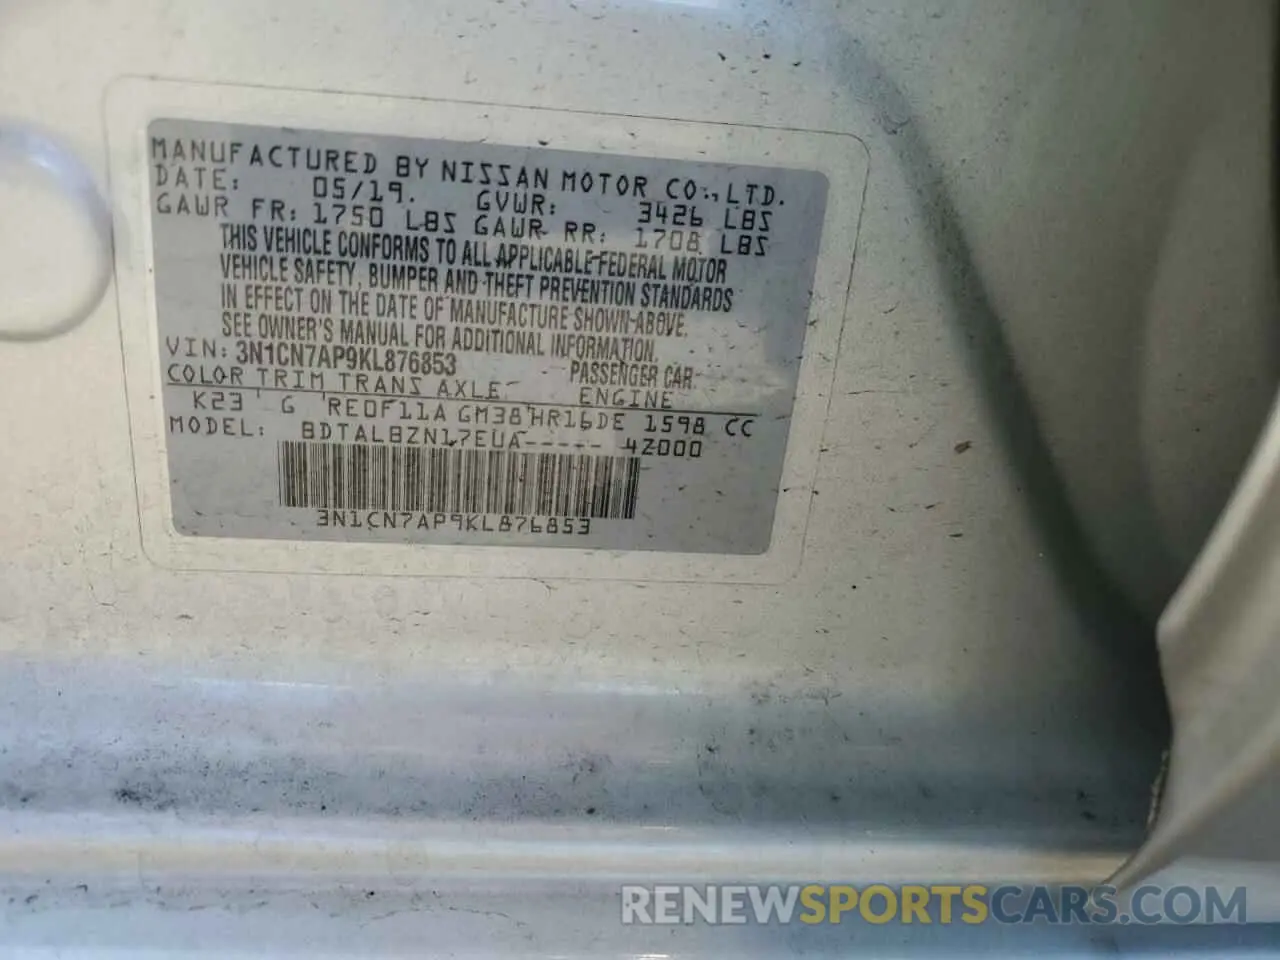 MANUFACTURED BY NISSAN MOTOR CO., LTD.
DATE: 05/19. GVWR: 3426 LBS
GAWR FR: 1750 LBS GAWR RR: 1708 LBS
THIS VEHICLE CONFORMS TO ALL APPLICABLE FEDERAL MOTOR
VEHICLE SAFETY, BUMPER AND THEFT PREVENTION STANDARDS
IN EFFECT ON THE DATE OF MANUFACTURE SHOWN ABOVE.
SEE OWNER'S MANUAL FOR ADDITIONAL INFORMATION.
VIN: 3N1CN7AP9KL876853 PASSENGER CAR
COLOR TRIM TRANS AXLE ENGINE
K23 G RE0F11A GM38 HR16DE 1598 CC
MODEL: BDTALBZN17EUA----- 42000
3N1CN7AP9KL876853
RENEWSPORTSCARS.COM